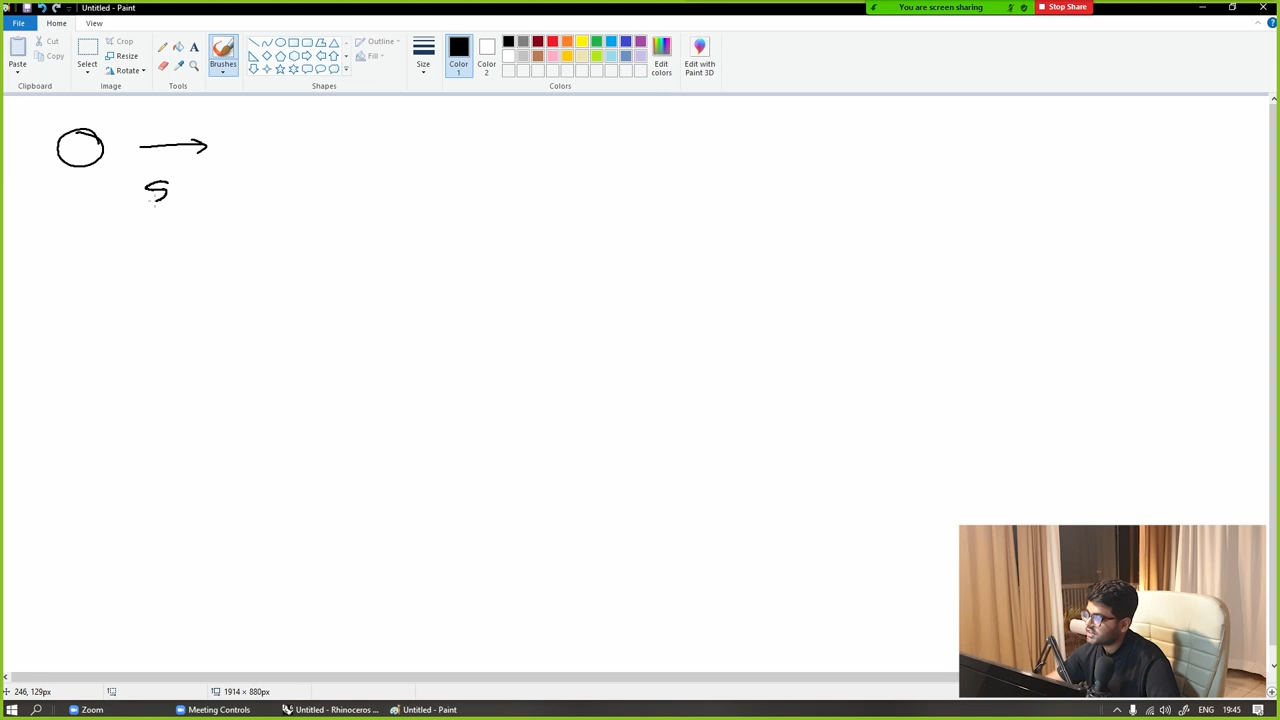 Untitled - Paint
You are screen sharing
Stop Share
File
Home
View
Paste
Cut
Copy
Clipboard
Select
Crop
Resize
Rotate
Image
A
Tools
Brushes
Outline
Fill
Shapes
Size
Color 1
Color 2
Edit colors
Colors
Edit with Paint 3D
S
246, 129px
1914 × 880px
Zoom
Meeting Controls
Untitled - Rhinoceros ...
Untitled - Paint
ENG
19:45